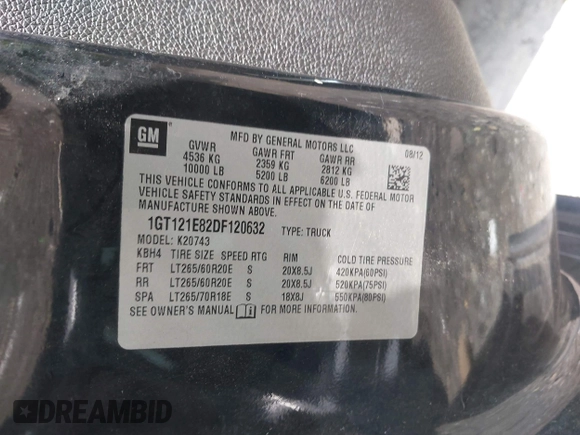 GM
MFD BY GENERAL MOTORS LLC
08/12
GVWR GAWR FRT GAWR RR
4536 KG 2359 KG 2812 KG
10000 LB 5200 LB 6200 LB
THIS VEHICLE CONFORMS TO ALL APPLICABLE U.S. FEDERAL MOTOR
VEHICLE SAFETY STANDARDS IN EFFECT ON THE DATE OF
MANUFACTURE SHOWN ABOVE.
1GT121E82DF120632 TYPE: TRUCK
MODEL: K20743
KBH4 TIRE SIZE SPEED RTG RIM COLD TIRE PRESSURE
FRT LT265/60R20E S 20X8.5J 420KPA(60PSI)
RR LT265/60R20E S 20X8.5J 520KPA(75PSI)
SPA LT265/70R18E S 18X8J 550KPA(80PSI)
SEE OWNER'S MANUAL FOR MORE INFORMATION.
DREAMBID